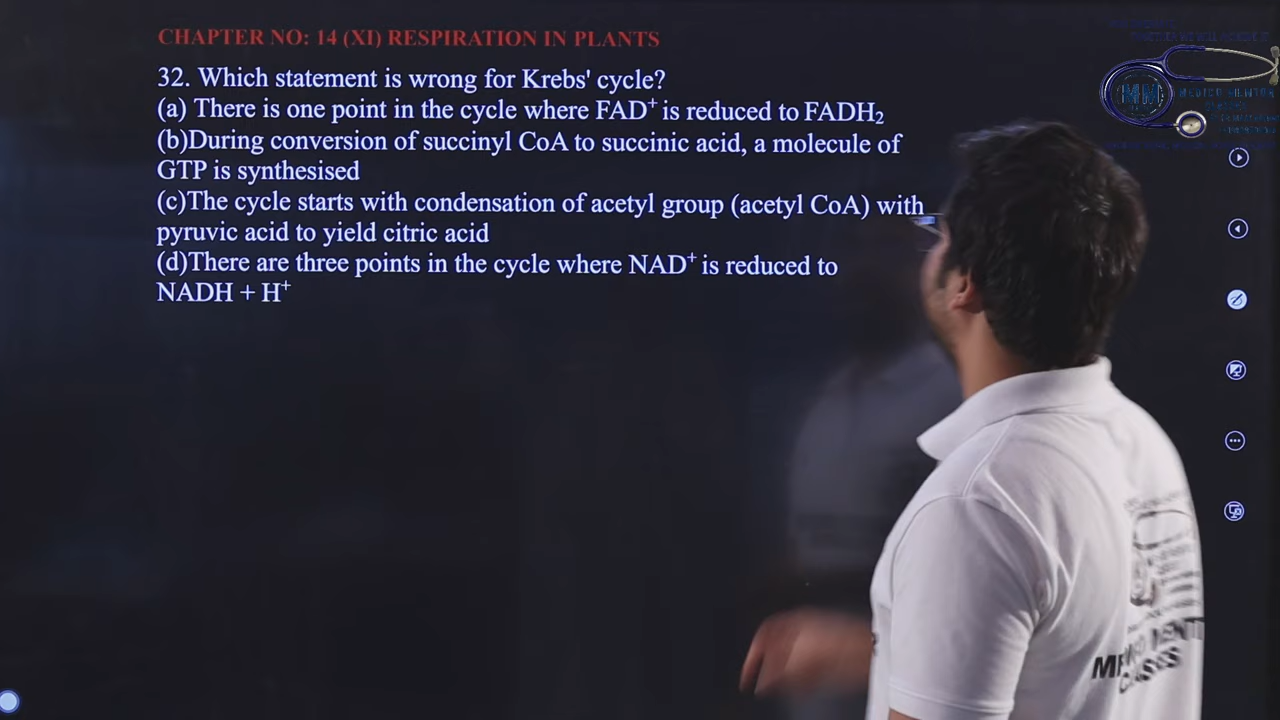 CHAPTER NO: 14 (XI) RESPIRATION IN PLANTS
32. Which statement is wrong for Krebs' cycle?
(a) There is one point in the cycle where FAD⁺ is reduced to FADH₂
(b)During conversion of succinyl CoA to succinic acid, a molecule of
GTP is synthesised
(c)The cycle starts with condensation of acetyl group (acetyl CoA) with
pyruvic acid to yield citric acid
(d)There are three points in the cycle where NAD⁺ is reduced to
NADH + H⁺
MM